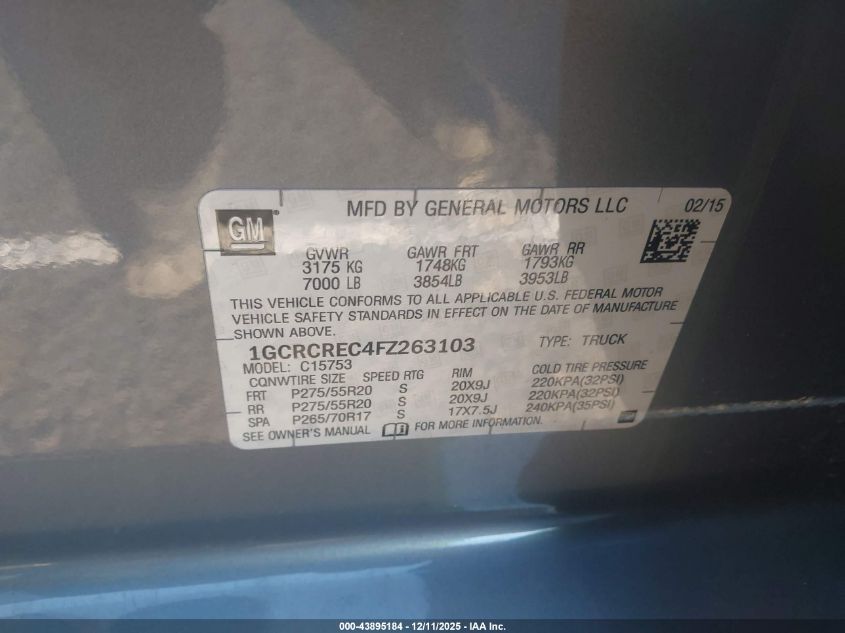 GM
MFD BY GENERAL MOTORS LLC 02/15
GVWR GAWR FRT GAWR RR
3175 KG 1748KG 1793KG
7000 LB 3854LB 3953LB
THIS VEHICLE CONFORMS TO ALL APPLICABLE U.S. FEDERAL MOTOR
VEHICLE SAFETY STANDARDS IN EFFECT ON THE DATE OF MANUFACTURE
SHOWN ABOVE.
1GCRCREC4FZ263103 TYPE: TRUCK
MODEL: C15753
CQNWTIRE SIZE SPEED RTG RIM COLD TIRE PRESSURE
FRT P275/55R20 S 20X9J 220KPA(32PSI)
RR P275/55R20 S 20X9J 220KPA(32PSI)
SPA P265/70R17 S 17X7.5J 240KPA(35PSI)
SEE OWNER'S MANUAL FOR MORE INFORMATION.
000-43895184 - 12/11/2025 - IAA Inc.